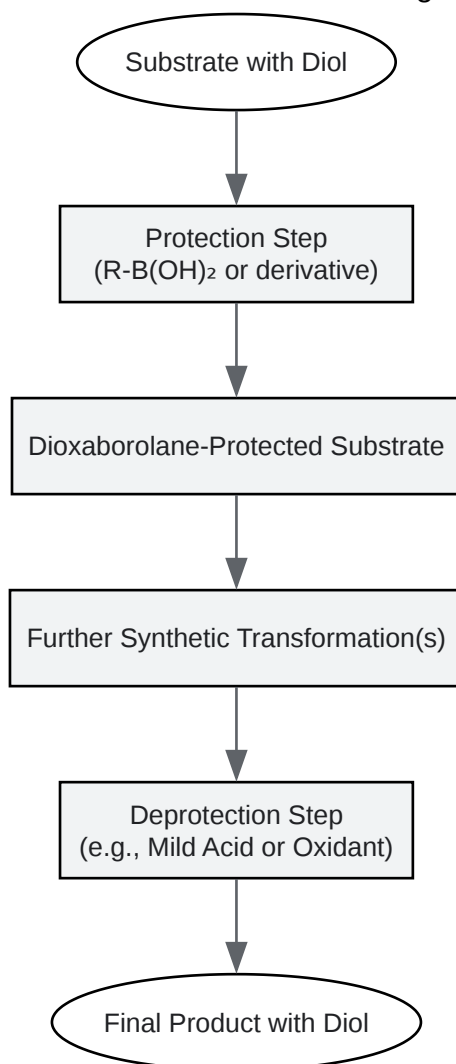 Substrate with Diol
Protection Step
(R-B(OH)₂ or derivative)
Dioxaborolane-Protected Substrate
Further Synthetic Transformation(s)
Deprotection Step
(e.g., Mild Acid or Oxidant)
Final Product with Diol